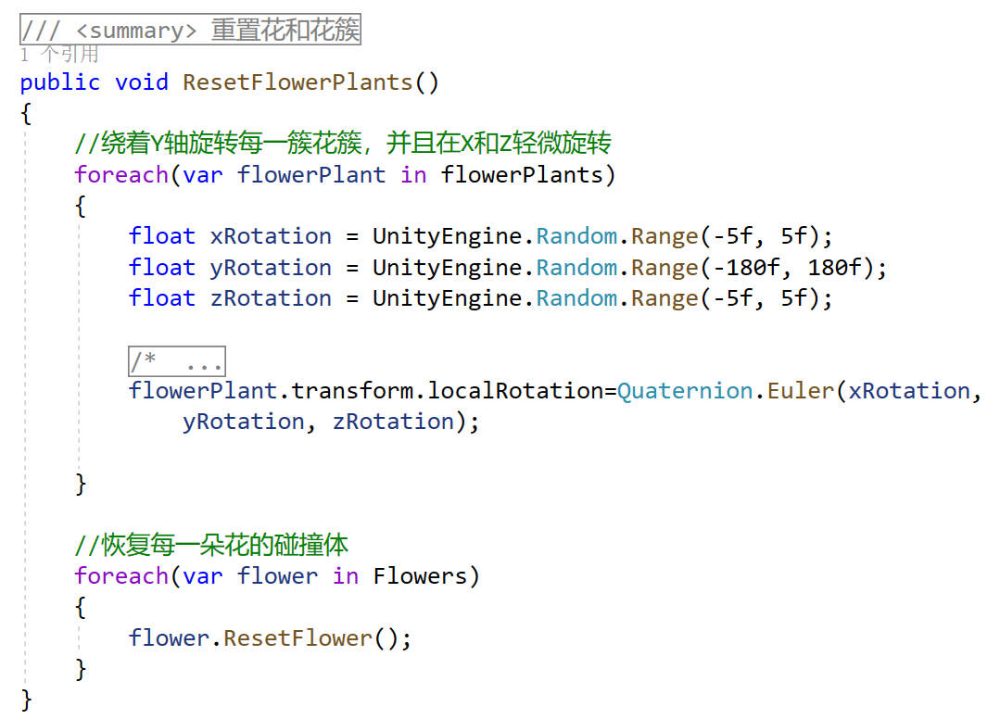 /// <summary> 重置花和花簇
1 个引用
public void ResetFlowerPlants()
{
    //绕着Y轴旋转每一簇花簇，并且在X和Z轻微旋转
    foreach(var flowerPlant in flowerPlants)
    {
        float xRotation = UnityEngine.Random.Range(-5f, 5f);
        float yRotation = UnityEngine.Random.Range(-180f, 180f);
        float zRotation = UnityEngine.Random.Range(-5f, 5f);

        /*  ...
        flowerPlant.transform.localRotation=Quaternion.Euler(xRotation,
            yRotation, zRotation);

    }

    //恢复每一朵花的碰撞体
    foreach(var flower in Flowers)
    {
        flower.ResetFlower();
    }
}